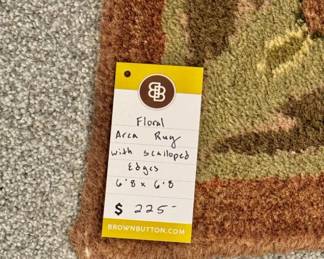 BB
Floral
Area Rug
with Scalloped
Edges
6'8 x 6'8
$ 225-
BROWNBUTTON.COM